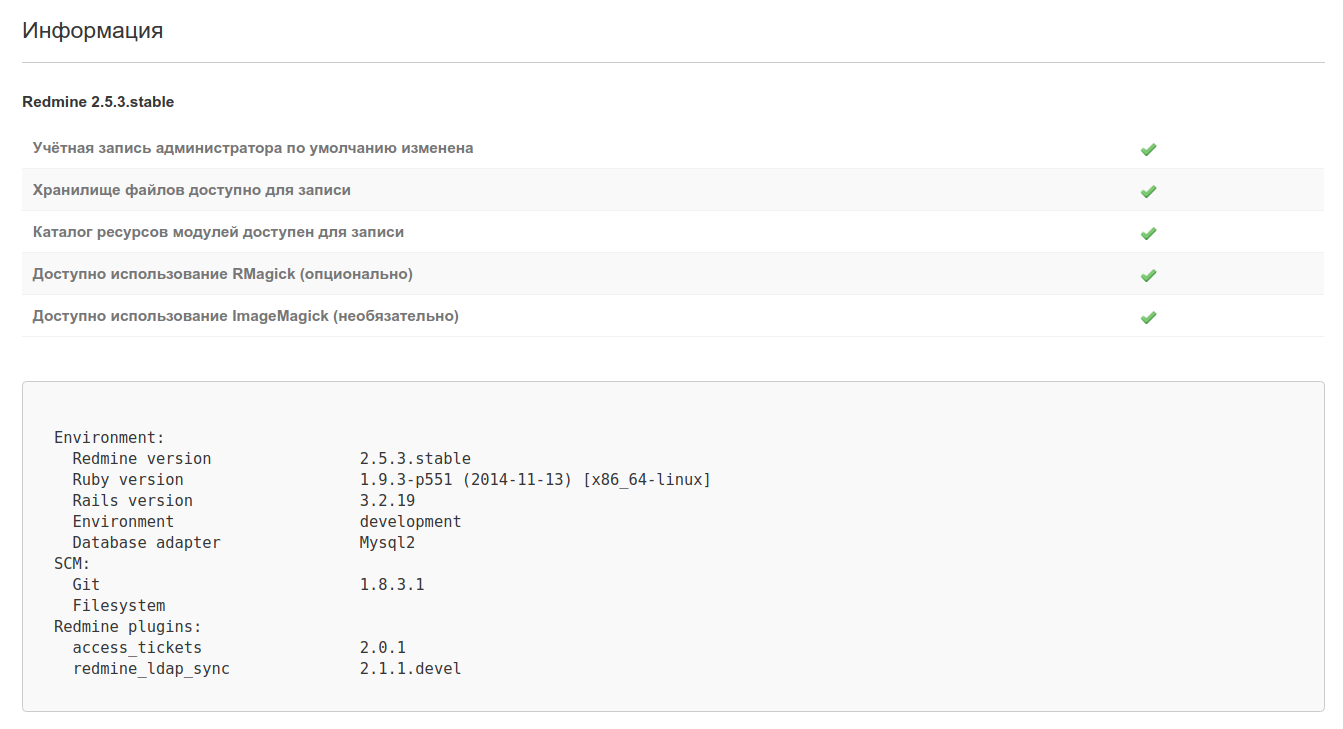 Информация
Redmine 2.5.3.stable
Учётная запись администратора по умолчанию изменена
Хранилище файлов доступно для записи
Каталог ресурсов модулей доступен для записи
Доступно использование RMagick (опционально)
Доступно использование ImageMagick (необязательно)
Environment:
  Redmine version                2.5.3.stable
  Ruby version                   1.9.3-p551 (2014-11-13) [x86_64-linux]
  Rails version                  3.2.19
  Environment                    development
  Database adapter               Mysql2
SCM:
  Git                            1.8.3.1
  Filesystem
Redmine plugins:
  access_tickets                 2.0.1
  redmine_ldap_sync              2.1.1.devel